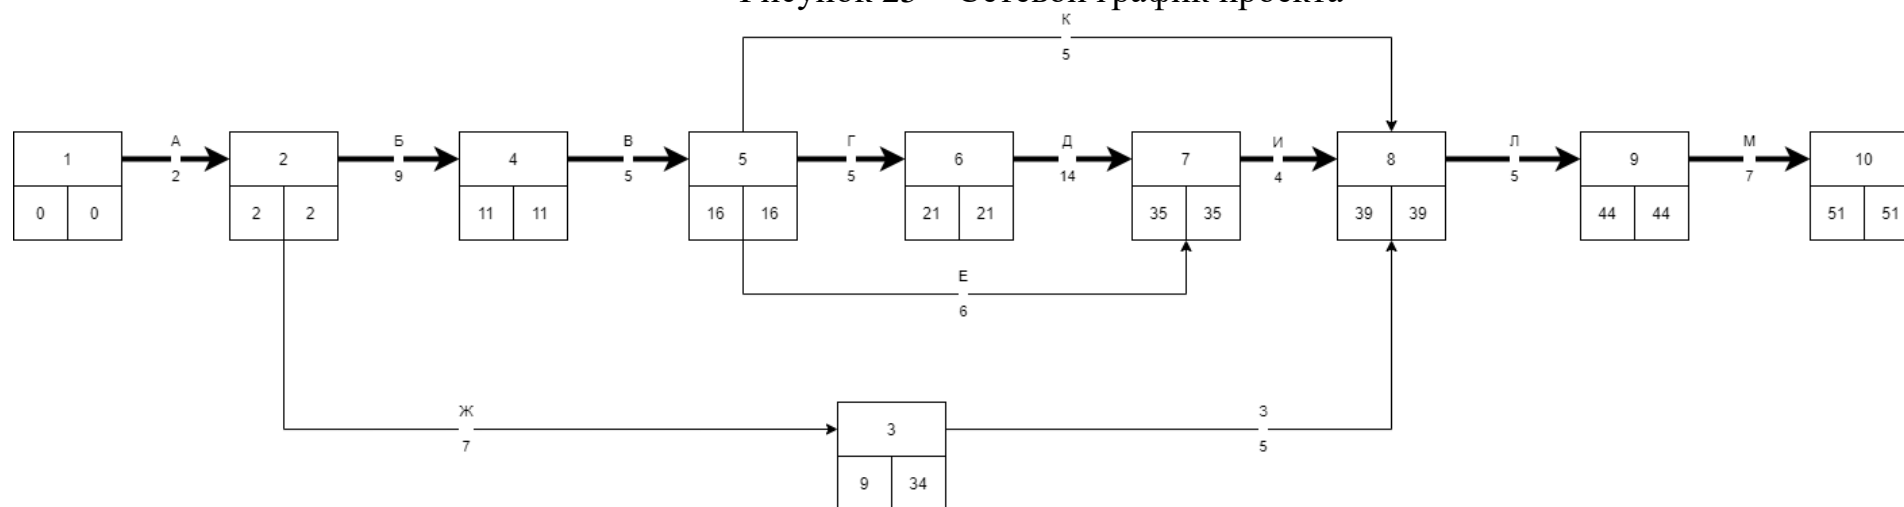 Рисунок 25 – Сетевой график проекта
К
5
А Б В Г Д И Л М
1 2 4 5 6 7 8 9 10
2 9 5 5 14 4 5 7
0 0 2 2 11 11 16 16 21 21 35 35 39 39 44 44 51 51
Е
6
Ж З
3
7 5
9 34